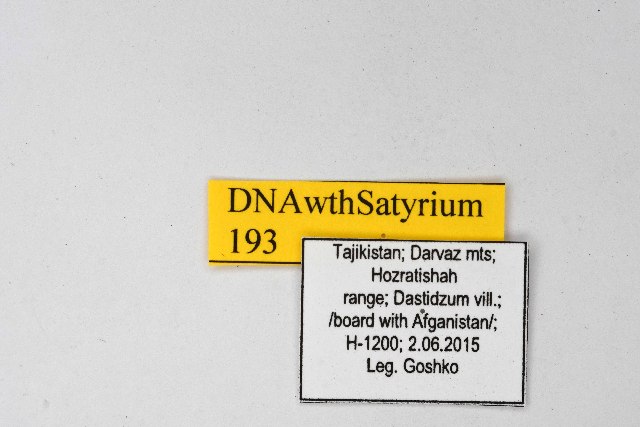 DNAwthSatyrium
193
Tajikistan; Darvaz mts;
Hozratishah
range; Dastidzum vill.;
/board with Afganistan/;
H-1200; 2.06.2015
Leg. Goshko